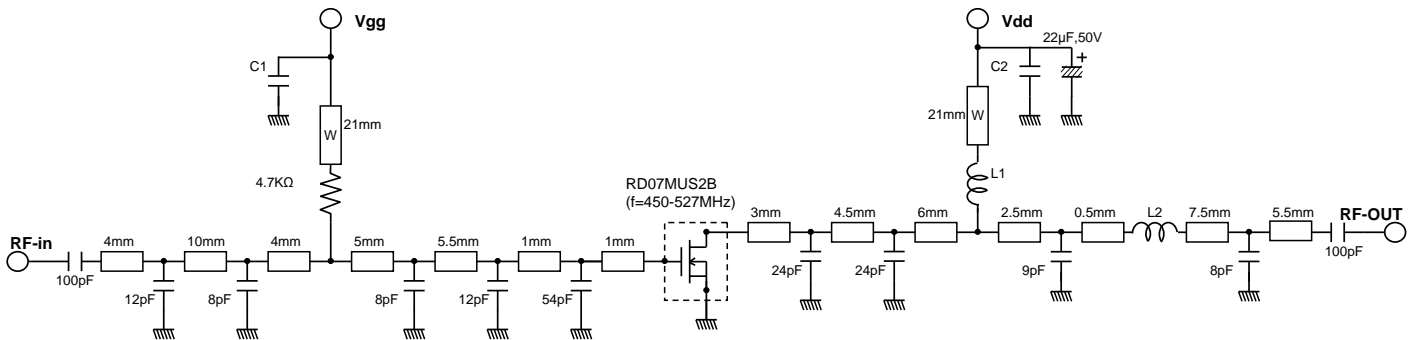 Vgg
C1
W
21mm
4.7KΩ
RF-in
100pF
4mm
12pF
10mm
8pF
4mm
5mm
8pF
5.5mm
12pF
1mm
54pF
1mm
RD07MUS2B
(f=450-527MHz)
Vdd
22μF,50V
+
C2
21mm
W
L1
3mm
24pF
4.5mm
24pF
6mm
2.5mm
9pF
0.5mm
L2
7.5mm
8pF
5.5mm
RF-OUT
100pF